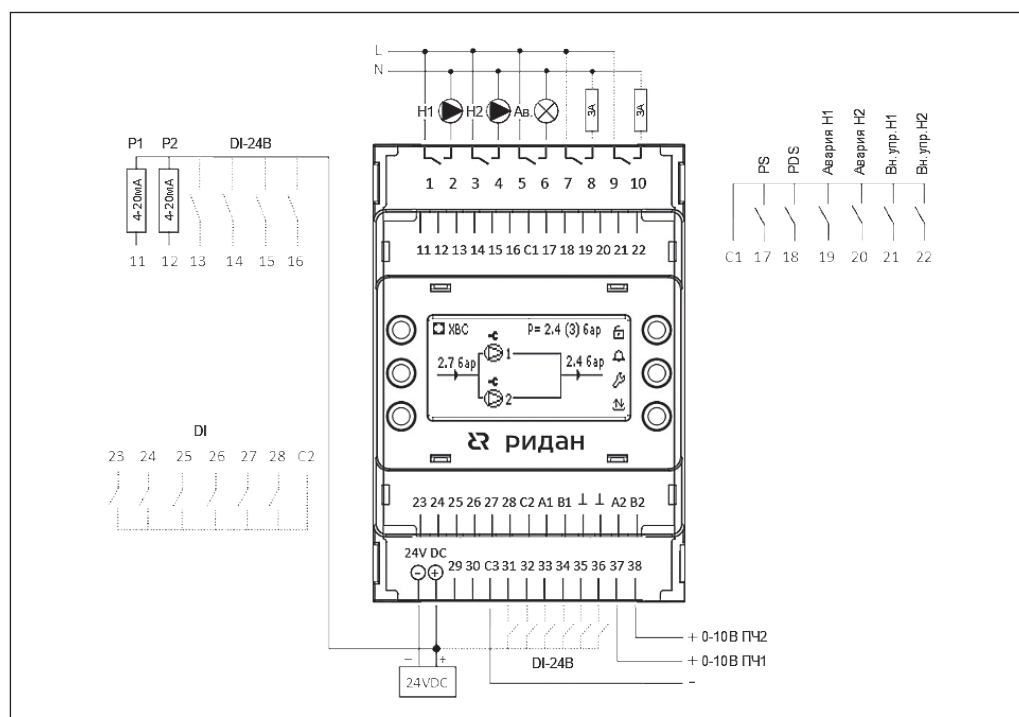 L
N
Н1 Н2 Ав. 3А 3А
P1 P2 DI-24В
4-20мА 4-20мА
11 12 13 14 15 16
1 2 3 4 5 6 7 8 9 10
PS PDS Авария Н1 Авария Н2 Вн.упр.Н1 Вн.упр.Н2
C1 17 18 19 20 21 22
11 12 13 14 15 16 C1 17 18 19 20 21 22
ХВС P= 2.4 (3) бар
2.7 бар 1 2.4 бар
2
ридан
DI
23 24 25 26 27 28 C2
23 24 25 26 27 28 C2 A1 B1 ⊥ ⊥ A2 B2
24V DC
− + 29 30 C3 31 32 33 34 35 36 37 38
− +
24VDC
DI-24В
+ 0-10В ПЧ2
+ 0-10В ПЧ1
−